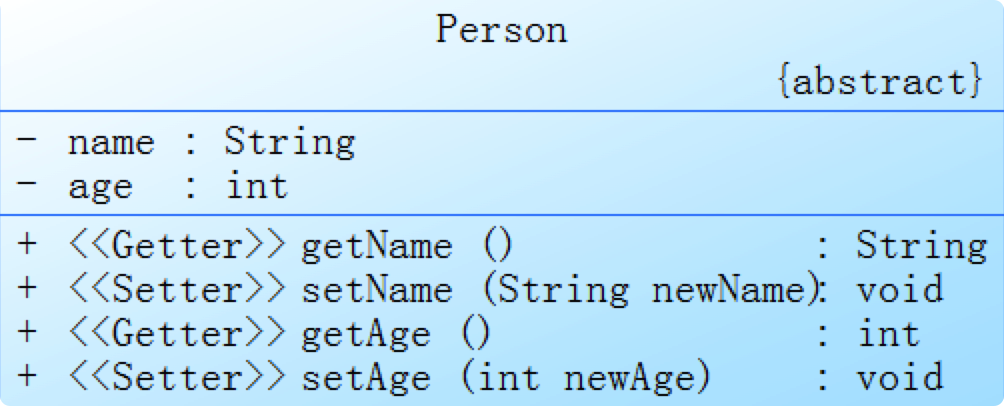 Person
{abstract}
- name : String
- age : int
+ <<Getter>> getName () : String
+ <<Setter>> setName (String newName) : void
+ <<Getter>> getAge () : int
+ <<Setter>> setAge (int newAge) : void